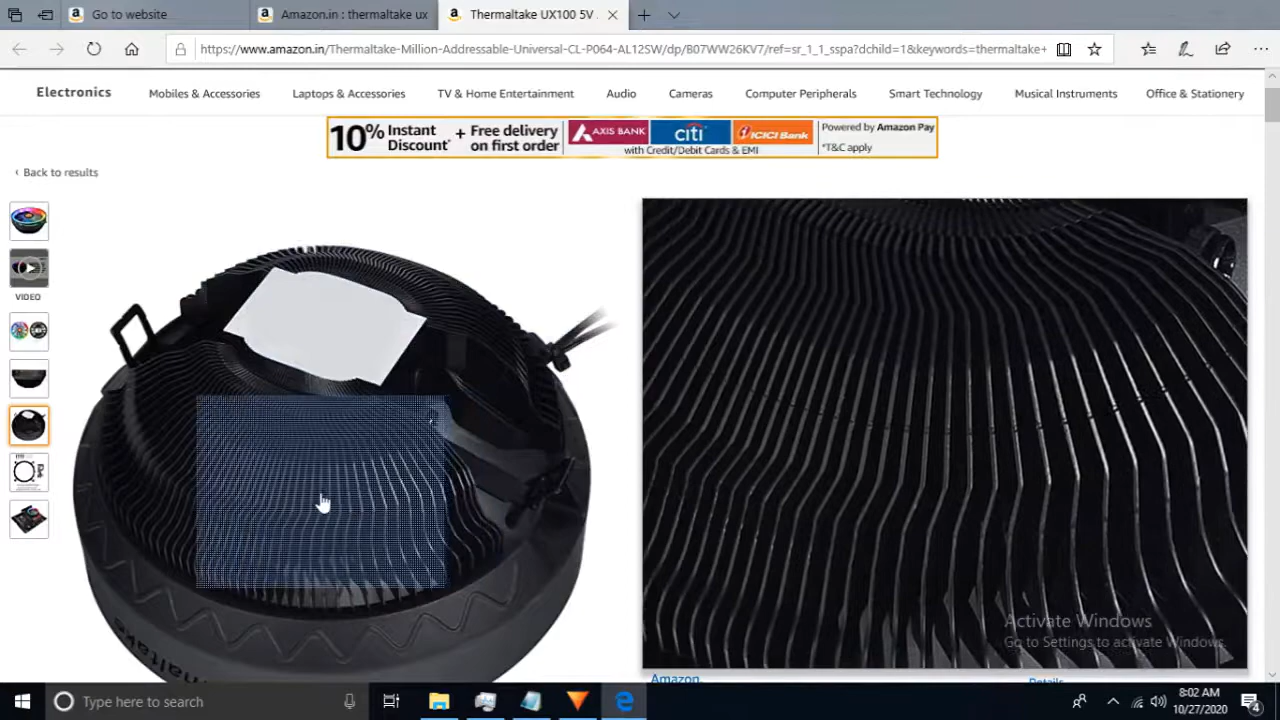 Go to website
Amazon.in : thermaltake ux
Thermaltake UX100 5V
https://www.amazon.in/Thermaltake-Million-Addressable-Universal-CL-P064-AL12SW/dp/B07WW26KV7/ref=sr_1_1_sspa?dchild=1&keywords=thermaltake+
Electronics
Mobiles & Accessories
Laptops & Accessories
TV & Home Entertainment
Audio
Cameras
Computer Peripherals
Smart Technology
Musical Instruments
Office & Stationery
10% Instant Discount* + Free delivery on first order
AXIS BANK
citi
ICICI Bank
with Credit/Debit Cards & EMI
Powered by Amazon Pay
*T&C apply
‹ Back to results
VIDEO
thermaltake
Activate Windows
Go to Settings to activate Windows.
Amazon.
Details
Type here to search
8:02 AM
10/27/2020
4